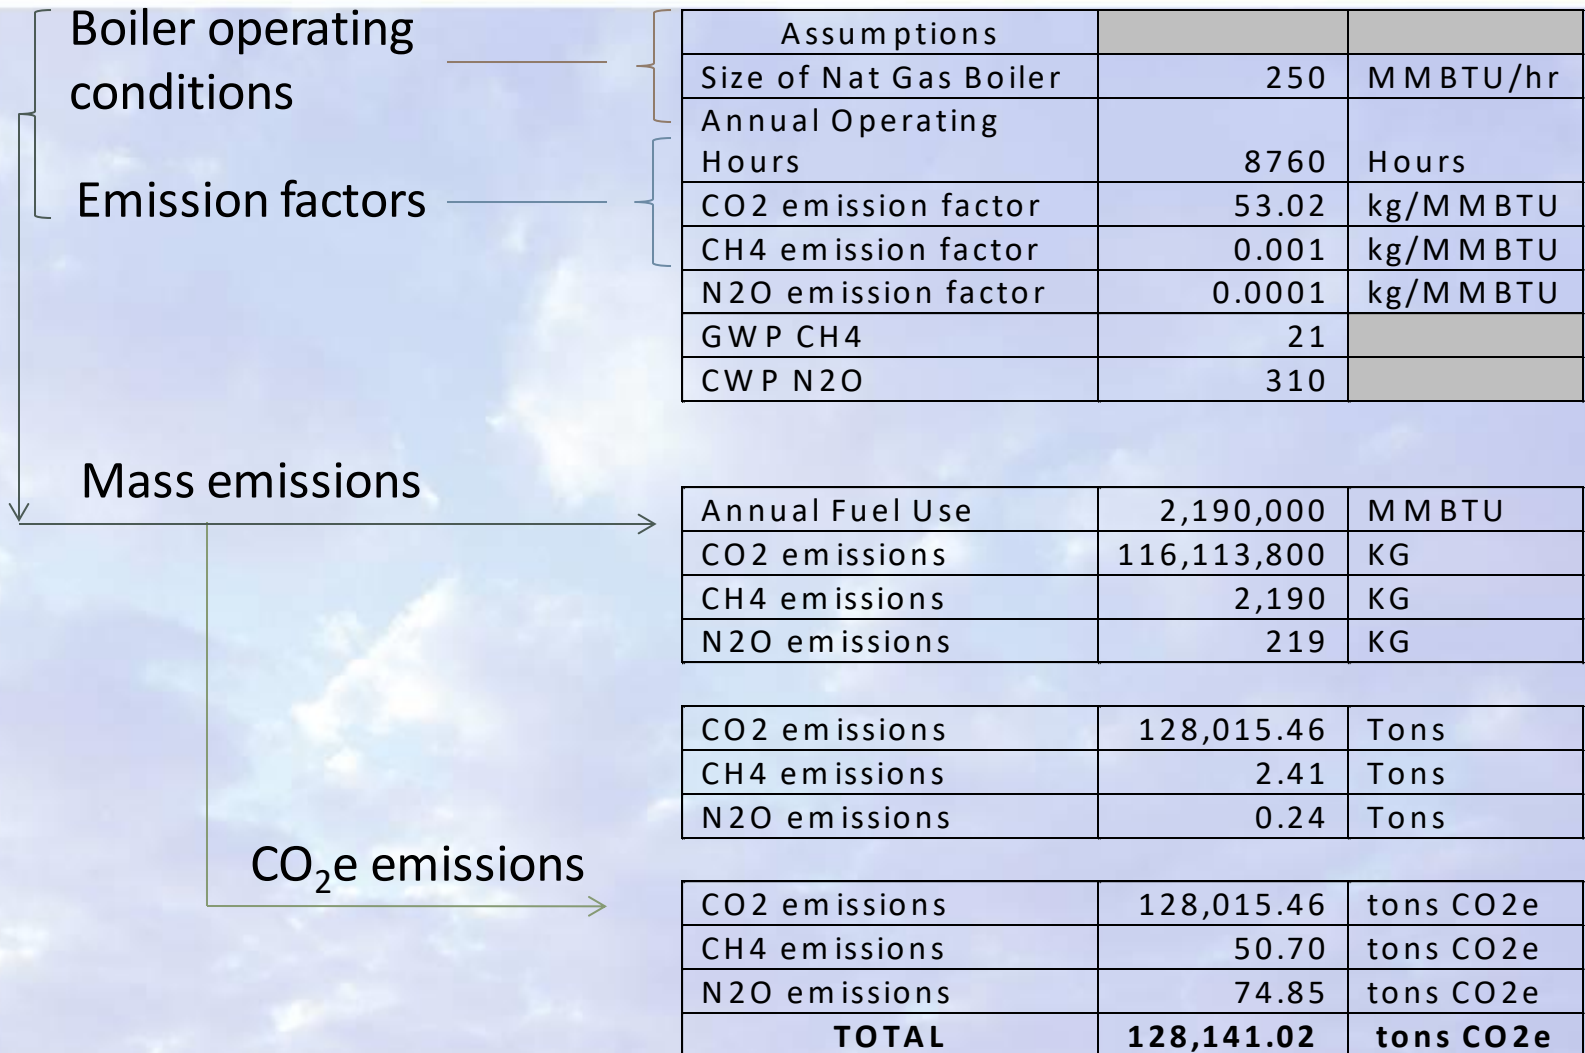 Boiler operating
conditions
Emission factors
Assumptions
Size of Nat Gas Boiler 250 MMBTU/hr
Annual Operating
Hours 8760 Hours
CO2 emission factor 53.02 kg/MMBTU
CH4 emission factor 0.001 kg/MMBTU
N2O emission factor 0.0001 kg/MMBTU
GWP CH4 21
CWP N2O 310
Mass emissions
Annual Fuel Use 2,190,000 MMBTU
CO2 emissions 116,113,800 KG
CH4 emissions 2,190 KG
N2O emissions 219 KG
CO2 emissions 128,015.46 Tons
CH4 emissions 2.41 Tons
N2O emissions 0.24 Tons
CO₂e emissions
CO2 emissions 128,015.46 tons CO2e
CH4 emissions 50.70 tons CO2e
N2O emissions 74.85 tons CO2e
TOTAL 128,141.02 tons CO2e